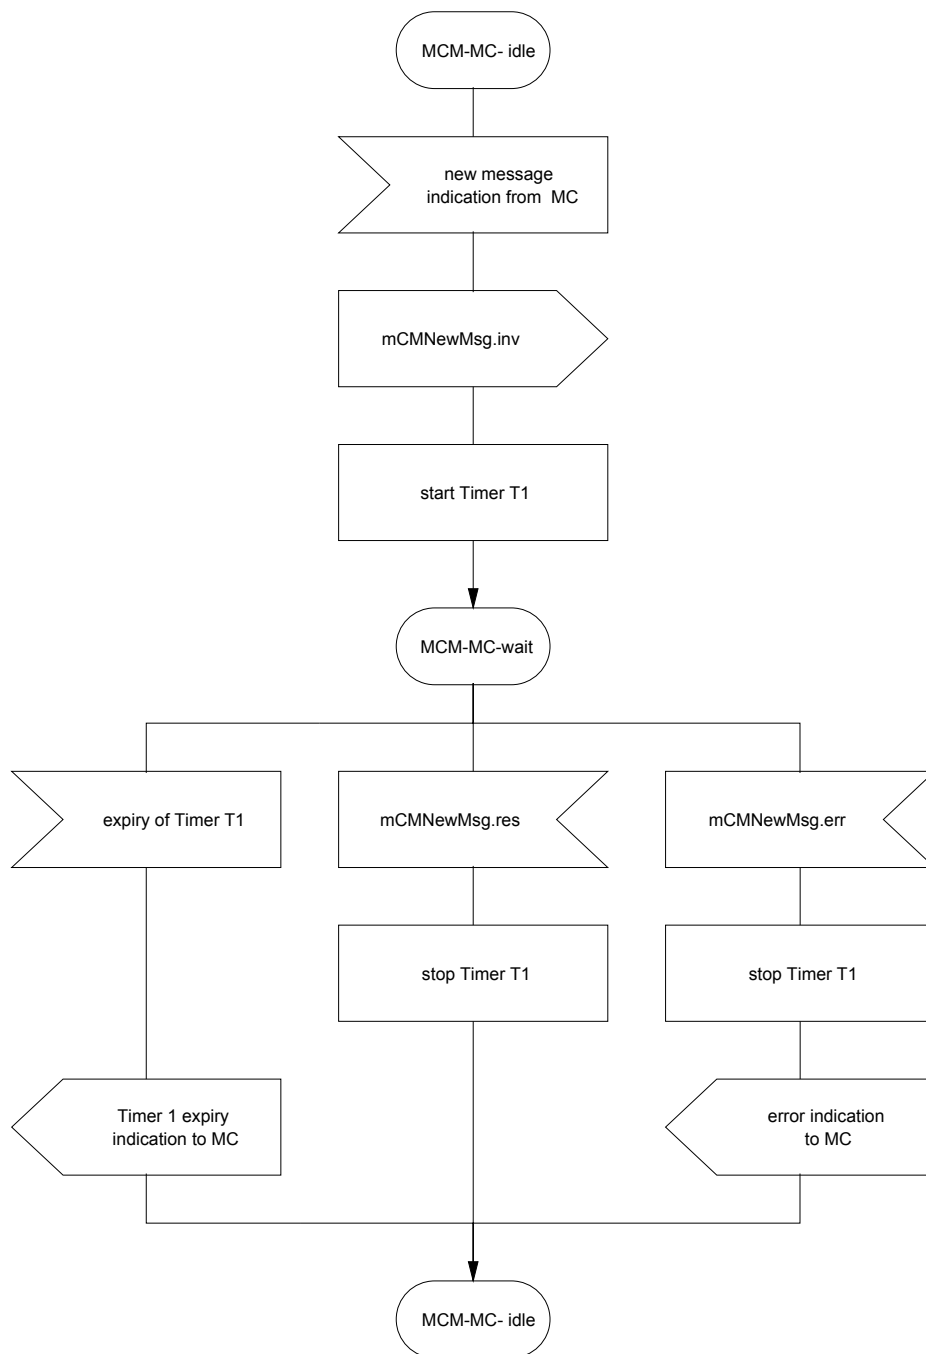 MCM-MC- idle
new message
indication from  MC
mCMNewMsg.inv
start Timer T1
MCM-MC-wait
expiry of Timer T1
mCMNewMsg.res
mCMNewMsg.err
stop Timer T1
stop Timer T1
Timer 1 expiry
indication to MC
error indication
to MC
MCM-MC- idle